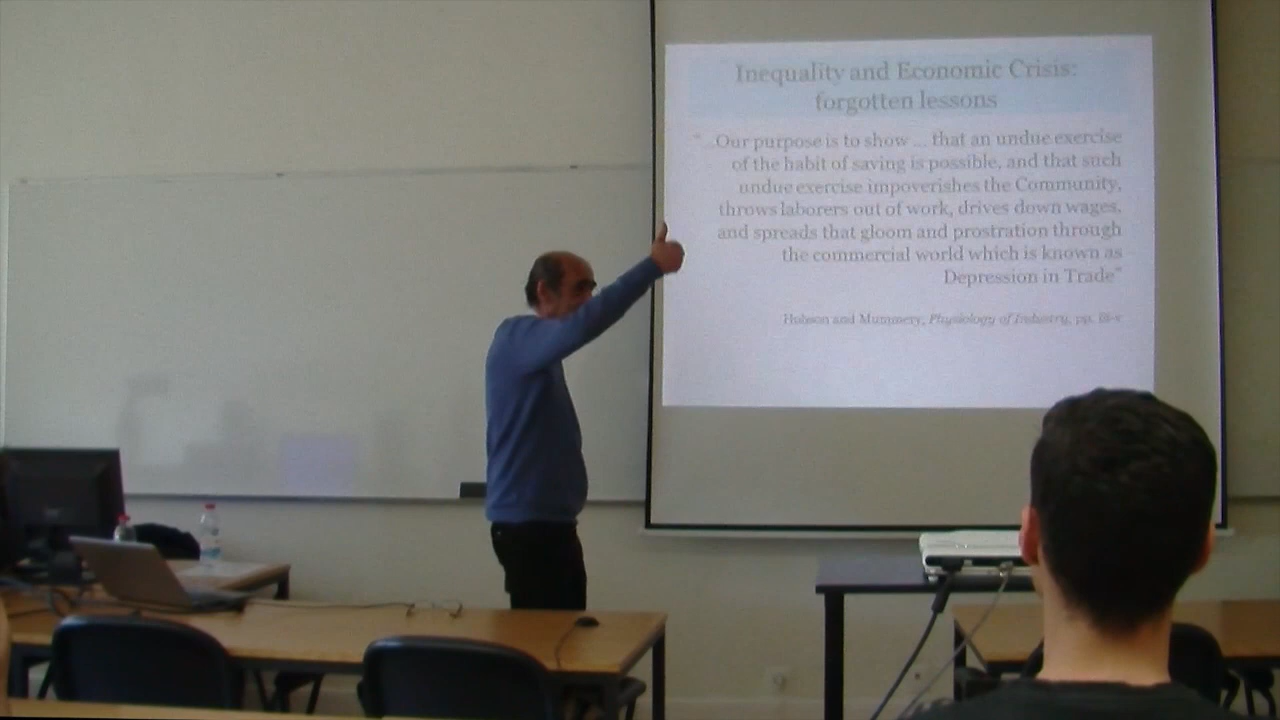 Inequality and Economic Crisis:
forgotten lessons
" Our purpose is to show ... that an undue exercise
of the habit of saving is possible, and that such
undue exercise impoverishes the Community,
throws laborers out of work, drives down wages,
and spreads that gloom and prostration through
the commercial world which is known as
Depression in Trade"
Hobson and Mummery, Physiology of Industry, pp.